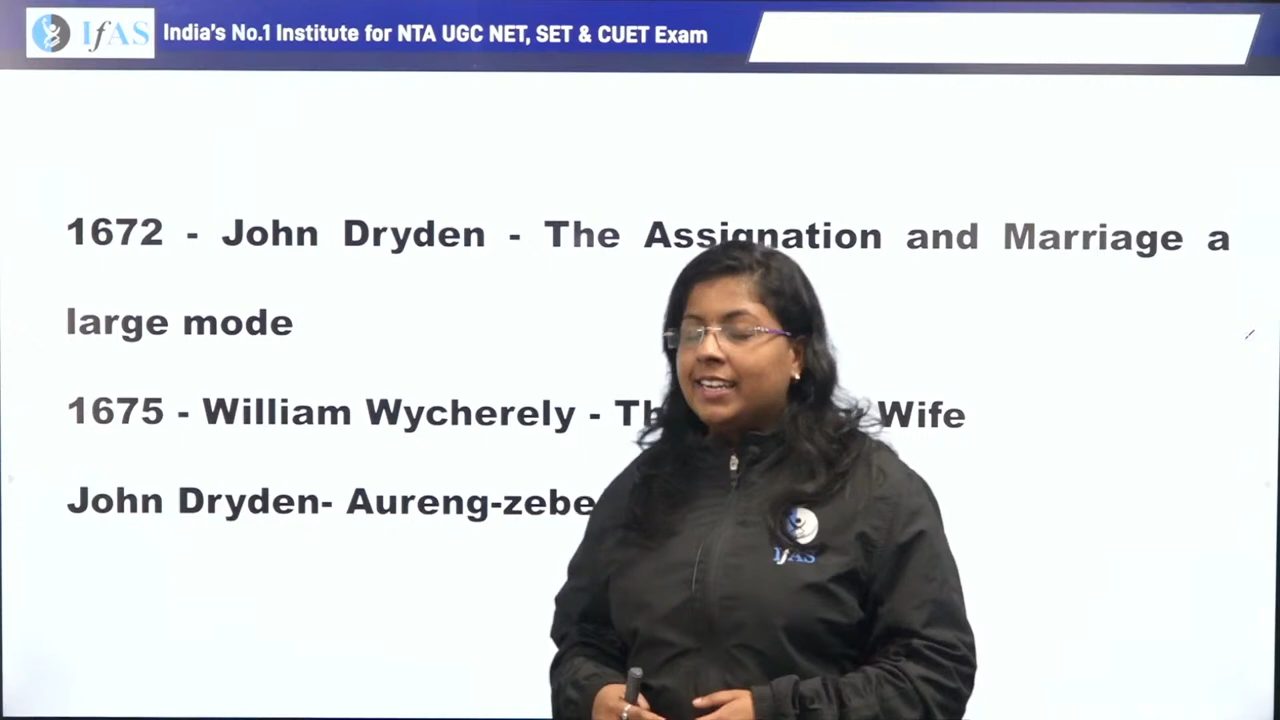 IfAS India's No.1 Institute for NTA UGC NET, SET & CUET Exam
1672 - John Dryden - The Assignation and Marriage a
large mode
1675 - William Wycherely - Wife
John Dryden- Aureng-zebe
IfAS